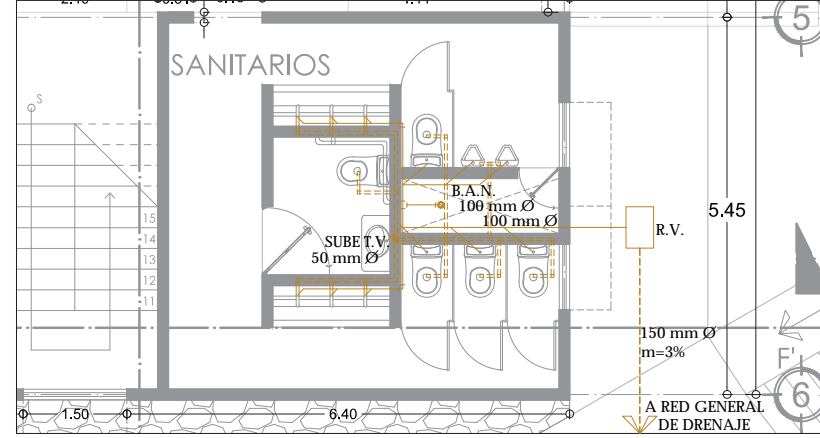 5
S
SANITARIOS
B.A.N.
100 mm Ø
100 mm Ø
5.45
15
14
13
12
11
SUBE T.V.
50 mm Ø
R.V.
150 mm Ø
m=3%
F'
1.50
6.40
A RED GENERAL
DE DRENAJE
6